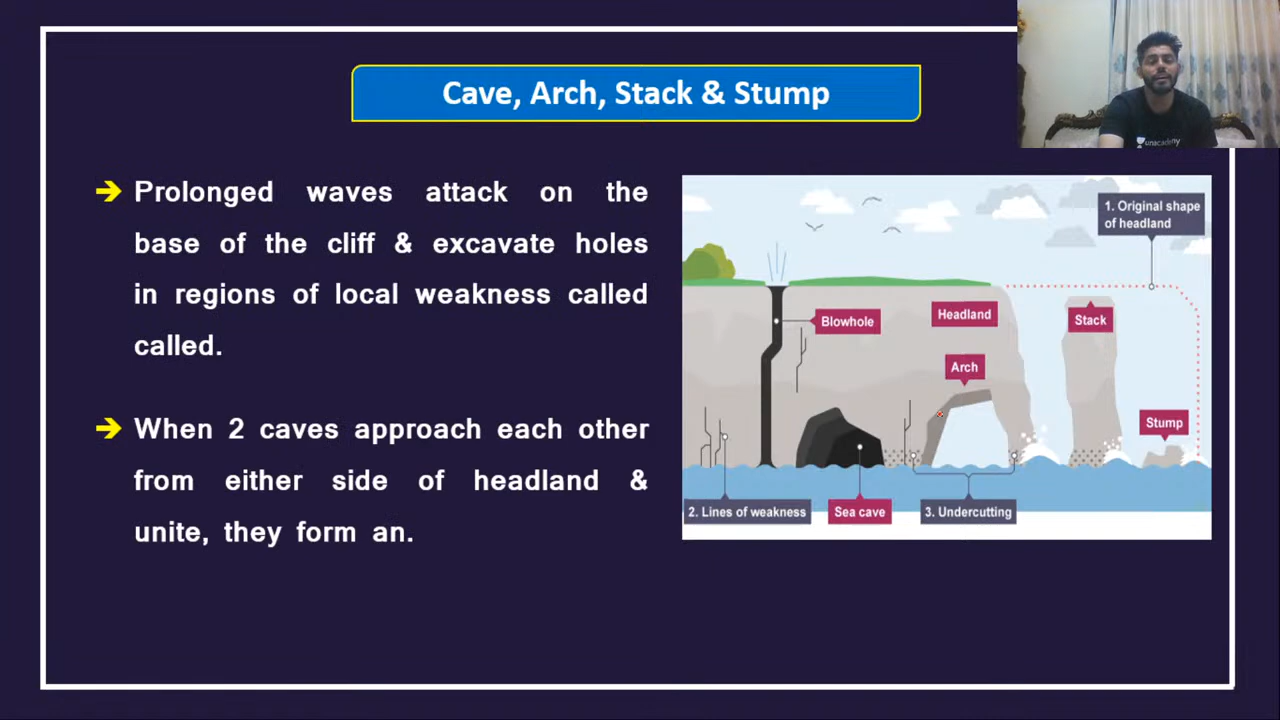 Cave, Arch, Stack & Stump
→ Prolonged waves attack on the
base of the cliff & excavate holes
in regions of local weakness called
called.
→ When 2 caves approach each other
from either side of headland &
unite, they form an.
1. Original shape
of headland
Blowhole
Headland
Stack
Arch
Stump
2. Lines of weakness
Sea cave
3. Undercutting
unacademy